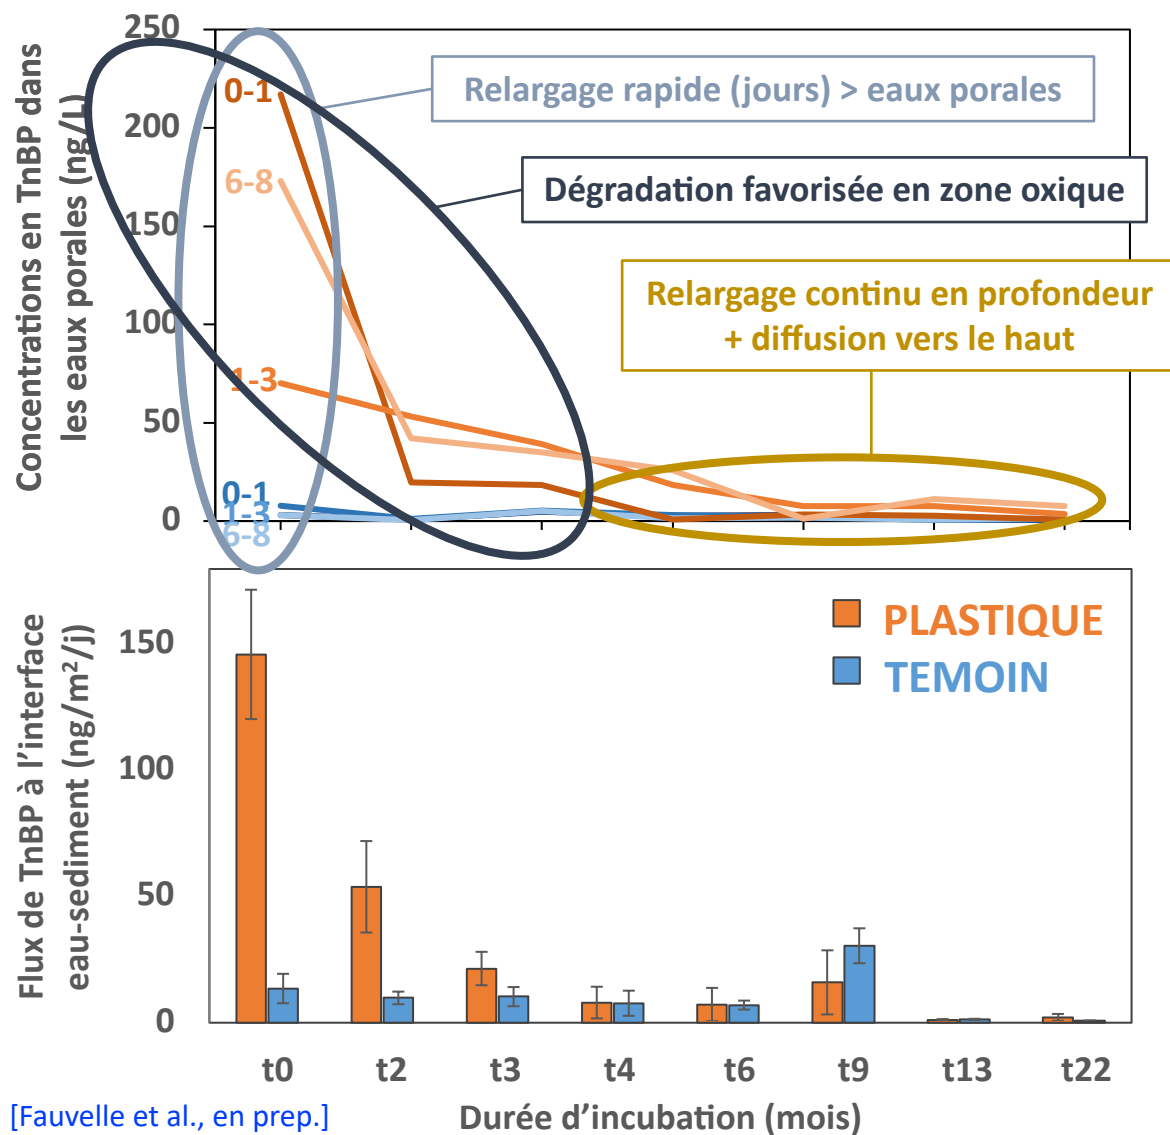 Concentrations en TnBP dans
les eaux porales (ng/L)
250
200
150
100
50
0
0-1
6-8
1-3
0-1
1-3
6-8
Relargage rapide (jours) > eaux porales
Dégradation favorisée en zone oxique
Relargage continu en profondeur
+ diffusion vers le haut
Flux de TnBP à l’interface
eau-sediment (ng/m²/j)
150
100
50
0
PLASTIQUE
TEMOIN
t0 t2 t3 t4 t6 t9 t13 t22
[Fauvelle et al., en prep.]
Durée d’incubation (mois)